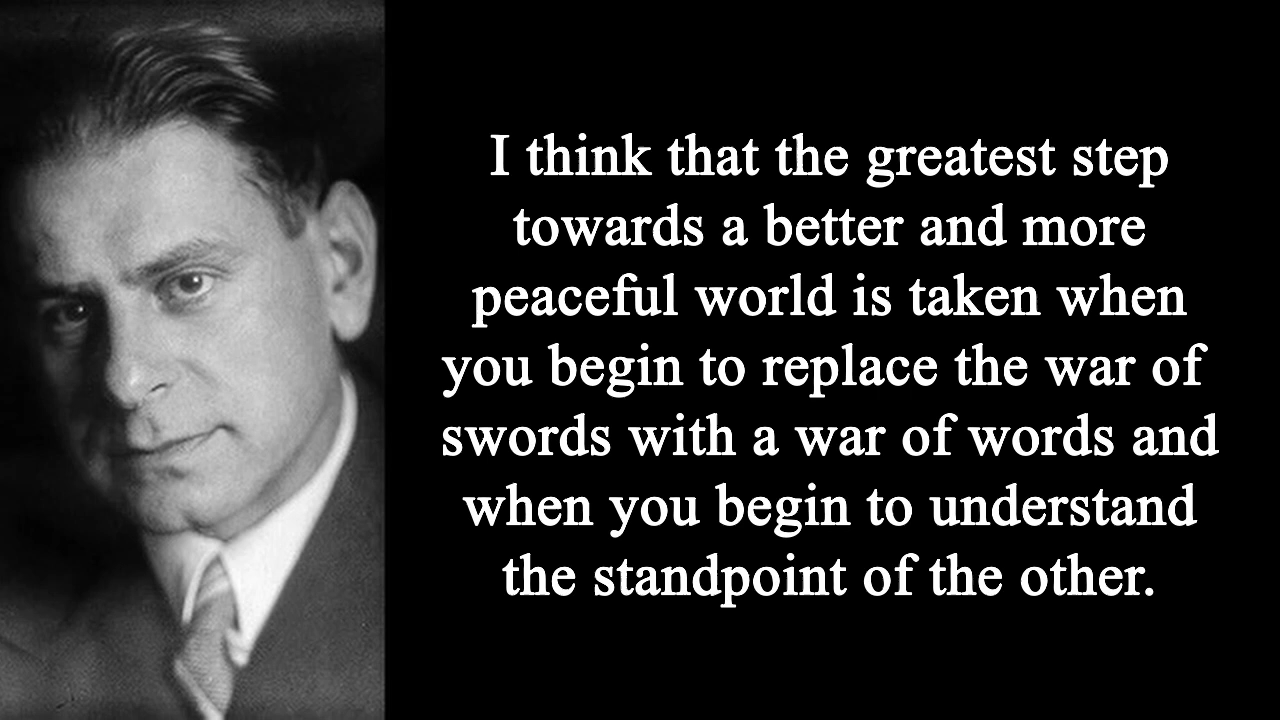 I think that the greatest step
towards a better and more
peaceful world is taken when
you begin to replace the war of
swords with a war of words and
when you begin to understand
the standpoint of the other.